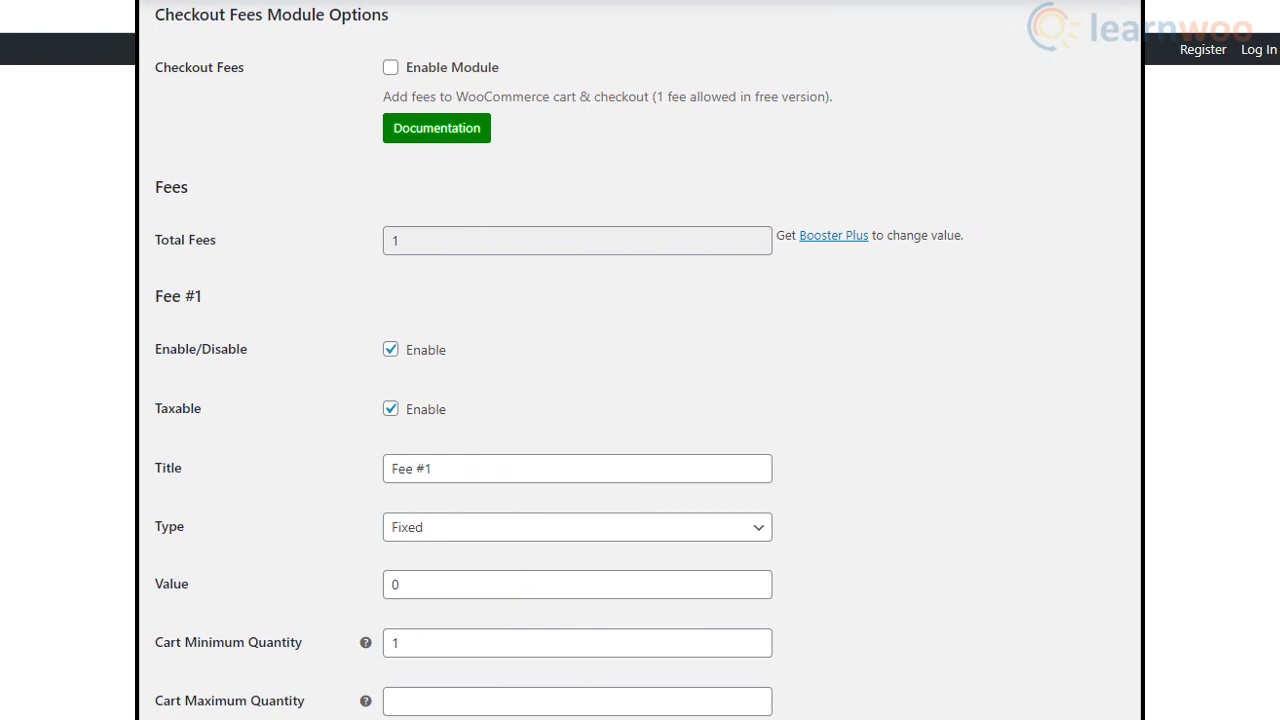 Checkout Fees Module Options
learnwoo
Register Log In
Checkout Fees Enable Module
Add fees to WooCommerce cart & checkout (1 fee allowed in free version).
Documentation
Fees
Total Fees 1 Get Booster Plus to change value.
Fee #1
Enable/Disable Enable
Taxable Enable
Title Fee #1
Type Fixed
Value 0
Cart Minimum Quantity ? 1
Cart Maximum Quantity ?